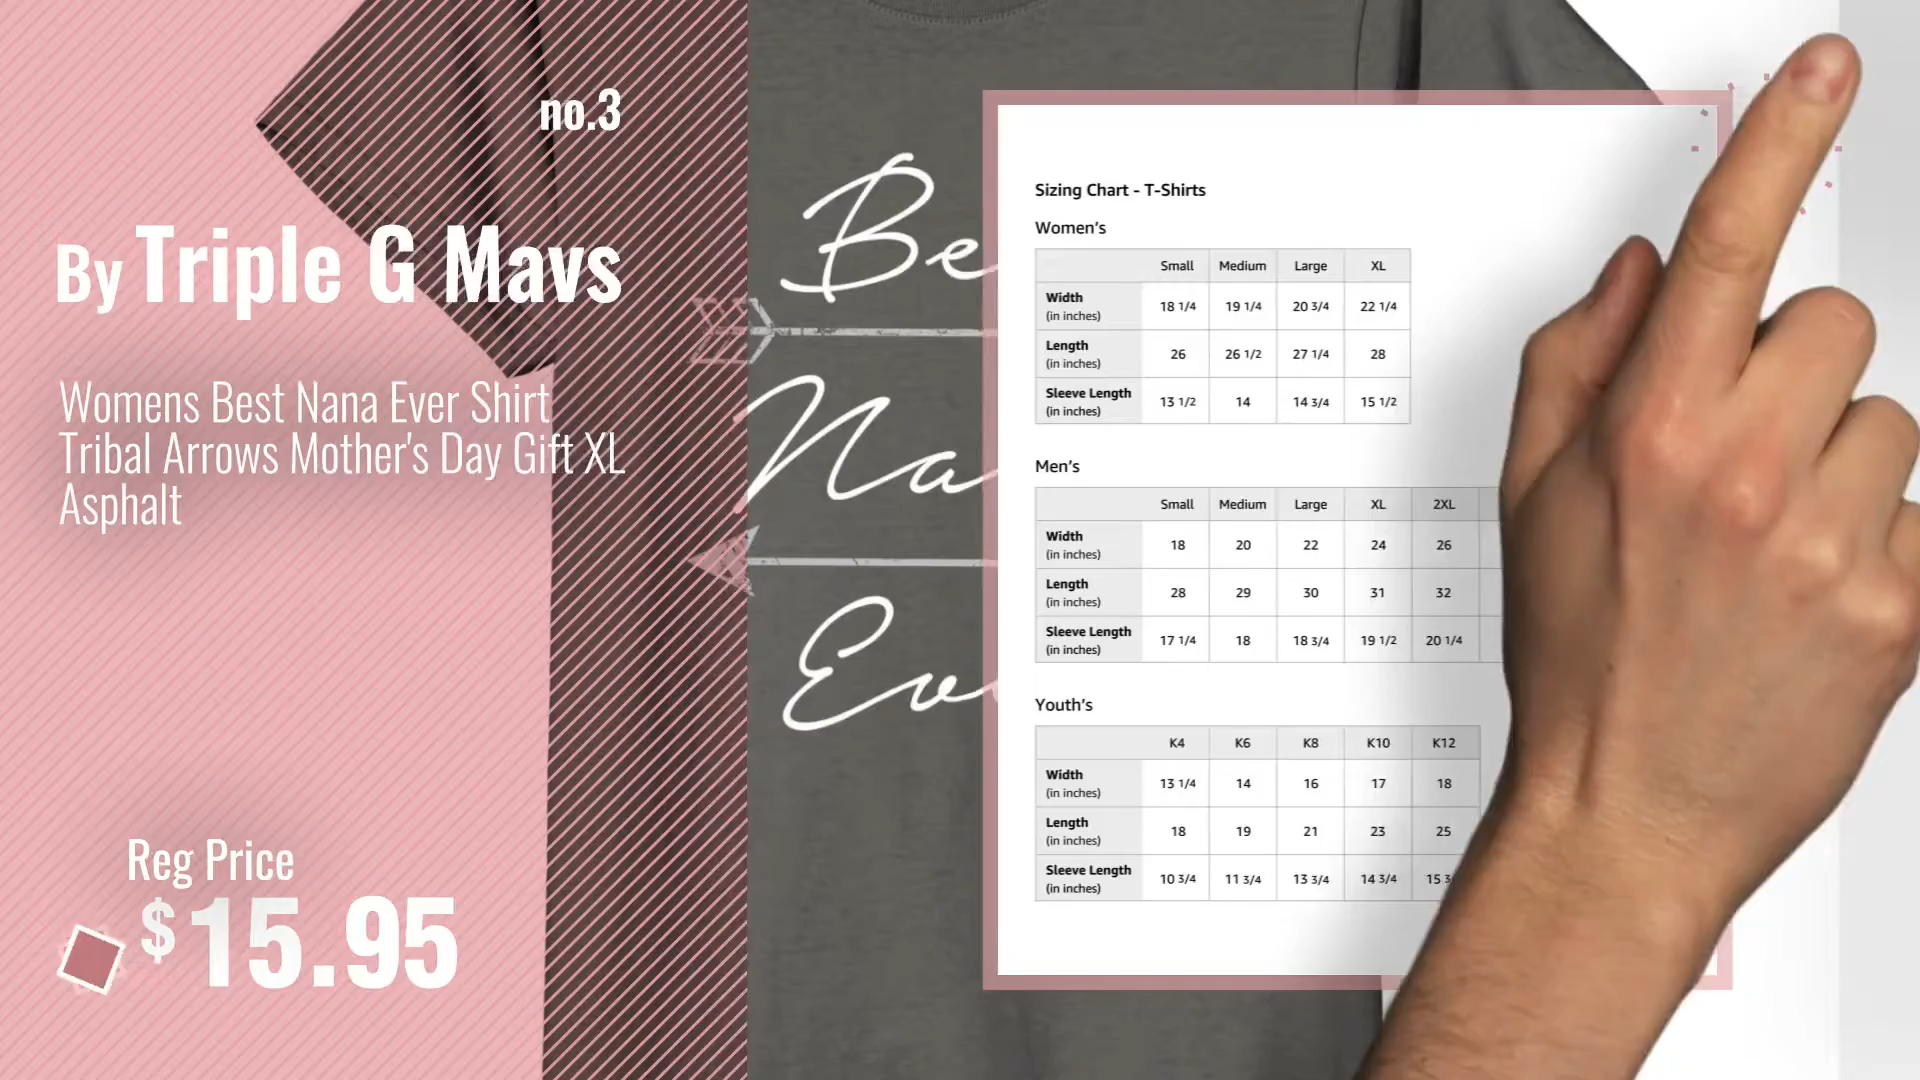 no.3
By Triple G Mavs
Womens Best Nana Ever Shirt
Tribal Arrows Mother's Day Gift XL
Asphalt
Reg Price
$15.95
Be
Na
Ev
Sizing Chart - T-Shirts
Women's
Small Medium Large XL
Width (in inches) 18 1/4 19 1/4 20 3/4 22 1/4
Length (in inches) 26 26 1/2 27 1/4 28
Sleeve Length (in inches) 13 1/2 14 14 3/4 15 1/2
Men's
Small Medium Large XL 2XL
Width (in inches) 18 20 22 24 26
Length (in inches) 28 29 30 31 32
Sleeve Length (in inches) 17 1/4 18 18 3/4 19 1/2 20 1/4
Youth's
K4 K6 K8 K10 K12
Width (in inches) 13 1/4 14 16 17 18
Length (in inches) 18 19 21 23 25
Sleeve Length (in inches) 10 3/4 11 3/4 13 3/4 14 3/4 15